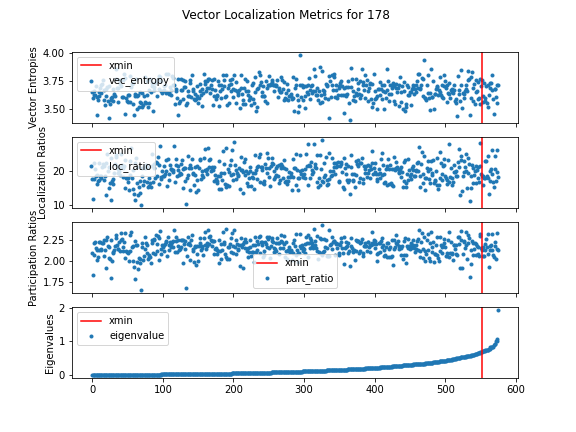 Vector Localization Metrics for 178
Vector Entropies
4.00
3.75
3.50
xmin
vec_entropy
Localization Ratios
20
10
xmin
loc_ratio
Participation Ratios
2.25
2.00
1.75
xmin
part_ratio
Eigenvalues
2
1
0
xmin
eigenvalue
0 100 200 300 400 500 600